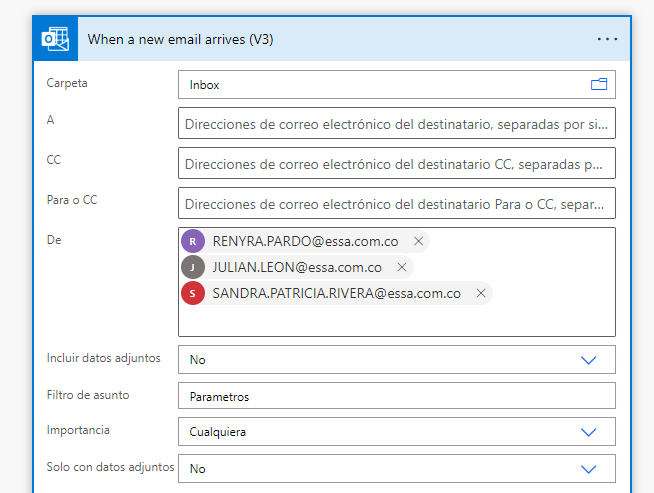 When a new email arrives (V3)
Carpeta
Inbox
A
Direcciones de correo electrónico del destinatario, separadas por si...
CC
Direcciones de correo electrónico del destinatario CC, separadas p...
Para o CC
Direcciones de correo electrónico del destinatario Para o CC, separ...
De
R RENYRA.PARDO@essa.com.co
J JULIAN.LEON@essa.com.co
S SANDRA.PATRICIA.RIVERA@essa.com.co
Incluir datos adjuntos
No
Filtro de asunto
Parametros
Importancia
Cualquiera
Solo con datos adjuntos
No